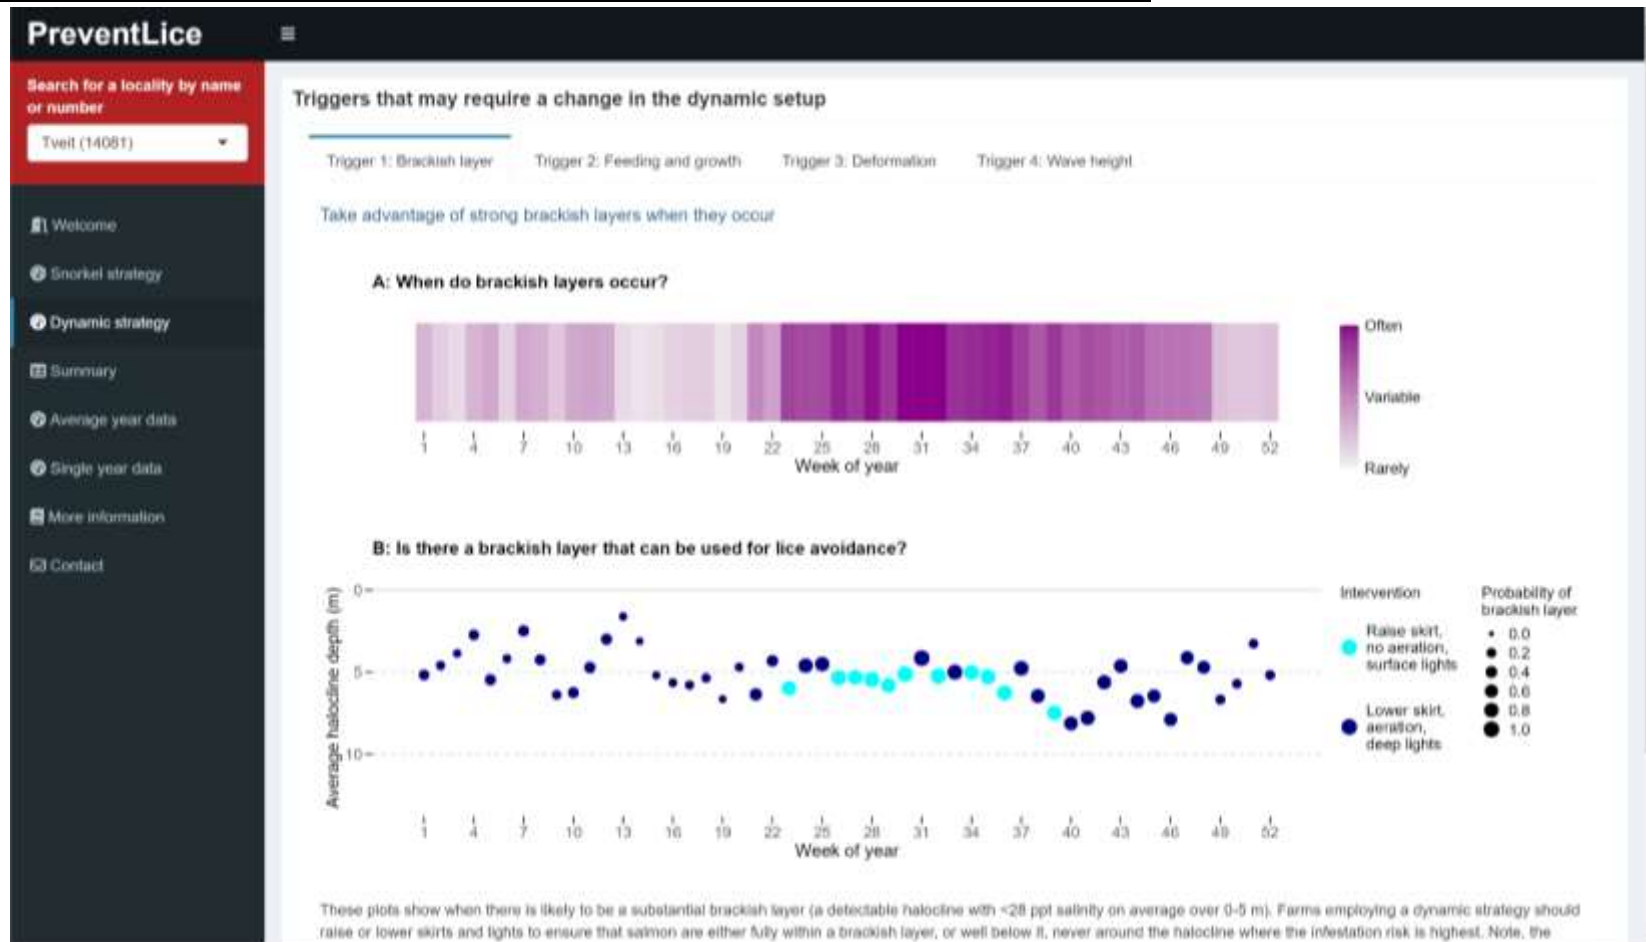 PreventLice
Search for a locality by name
or number
Tveit (14081)
Welcome
Snorkel strategy
Dynamic strategy
Summary
Average year data
Single year data
More information
Contact
Triggers that may require a change in the dynamic setup
Trigger 1: Brackish layer
Trigger 2: Feeding and growth
Trigger 3: Deformation
Trigger 4: Wave height
Take advantage of strong brackish layers when they occur
A: When do brackish layers occur?
Often
Variable
Rarely
1 4 7 10 13 16 19 22 25 28 31 34 37 40 43 46 49 52
Week of year
B: Is there a brackish layer that can be used for lice avoidance?
Average halocline depth (m)
0
5
10
1 4 7 10 13 16 19 22 25 28 31 34 37 40 43 46 49 52
Week of year
Intervention
Raise skirt,
no aeration,
surface lights
Lower skirt,
aeration,
deep lights
Probability of
brackish layer
0.0
0.2
0.4
0.6
0.8
1.0
These plots show when there is likely to be a substantial brackish layer (a detectable halocline with <28 ppt salinity on average over 0-5 m). Farms employing a dynamic strategy should
raise or lower skirts and lights to ensure that salmon are either fully within a brackish layer, or well below it, never around the halocline where the infestation risk is highest. Note, the